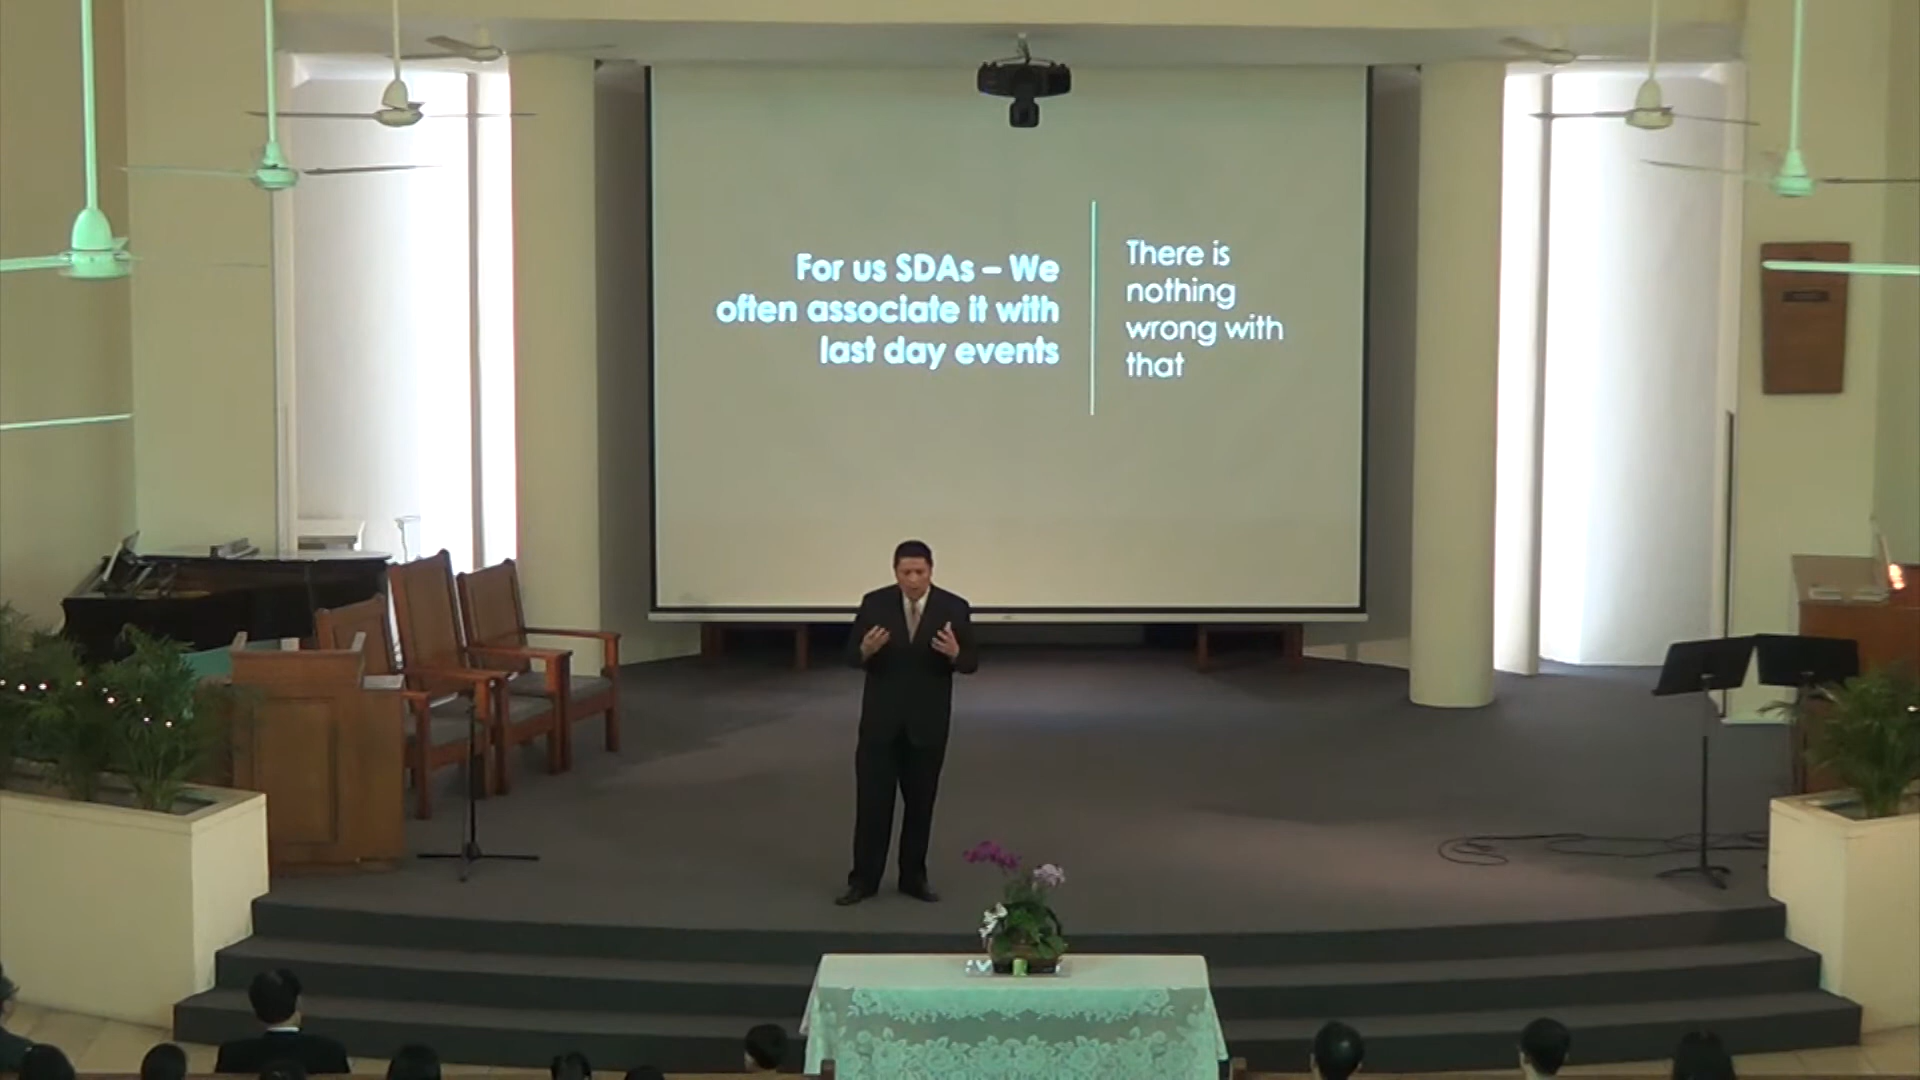 For us SDAs – We
often associate it with
last day events
There is
nothing
wrong with
that